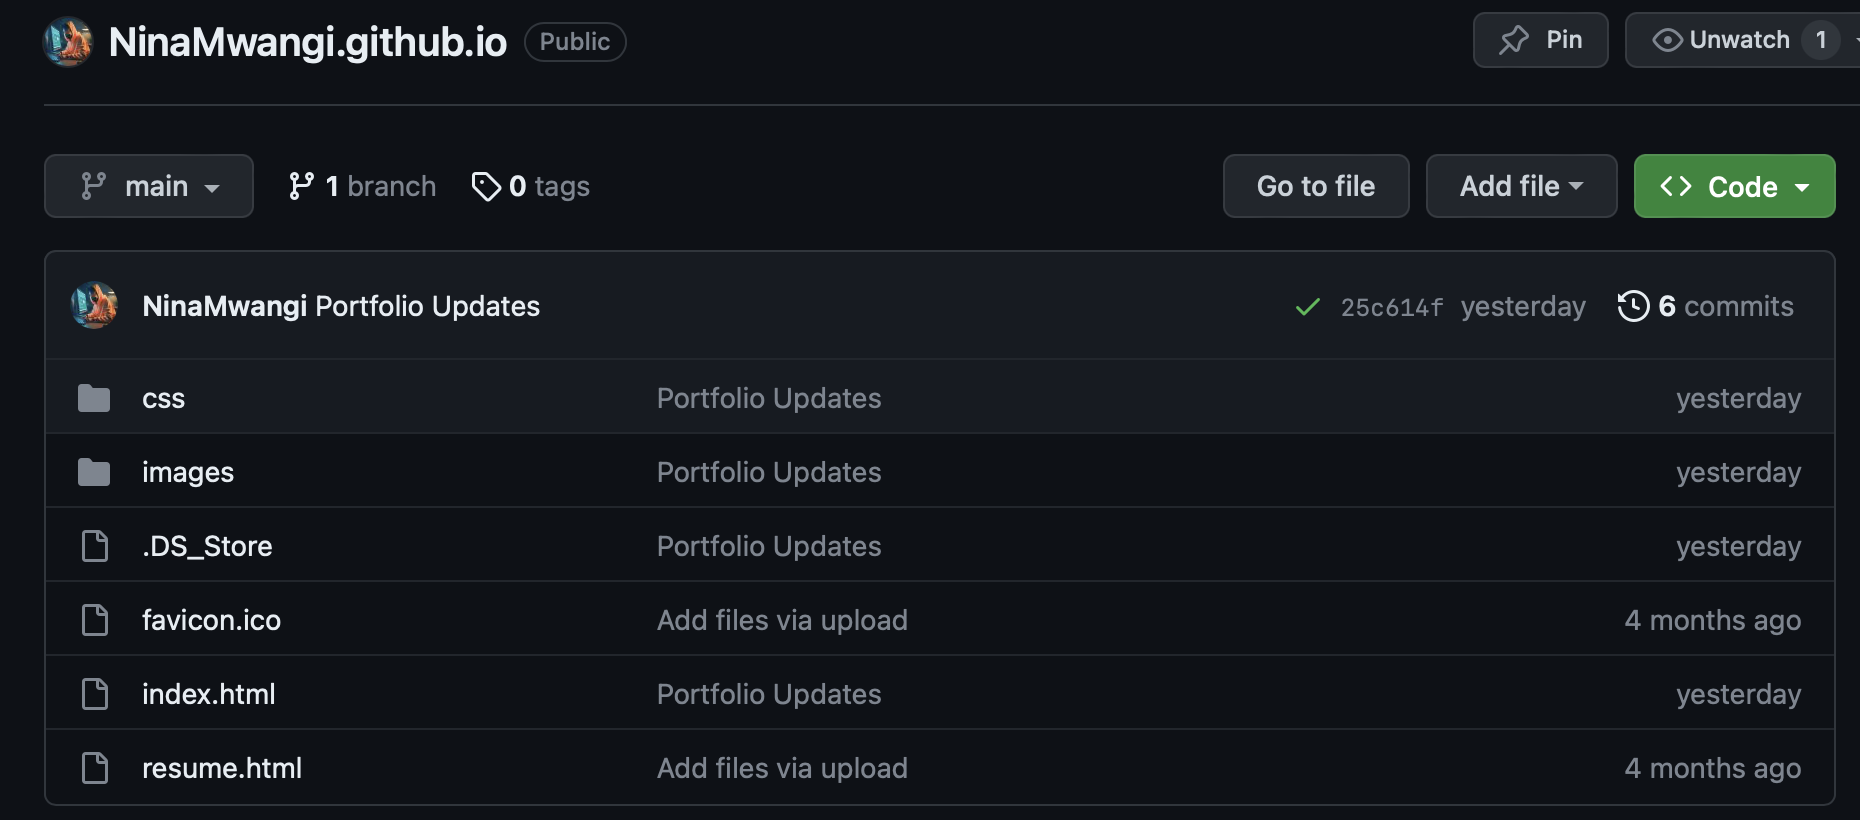 NinaMwangi.github.io Public Pin Unwatch 1
main 1 branch 0 tags Go to file Add file Code
NinaMwangi Portfolio Updates 25c614f yesterday 6 commits
css Portfolio Updates yesterday
images Portfolio Updates yesterday
.DS_Store Portfolio Updates yesterday
favicon.ico Add files via upload 4 months ago
index.html Portfolio Updates yesterday
resume.html Add files via upload 4 months ago